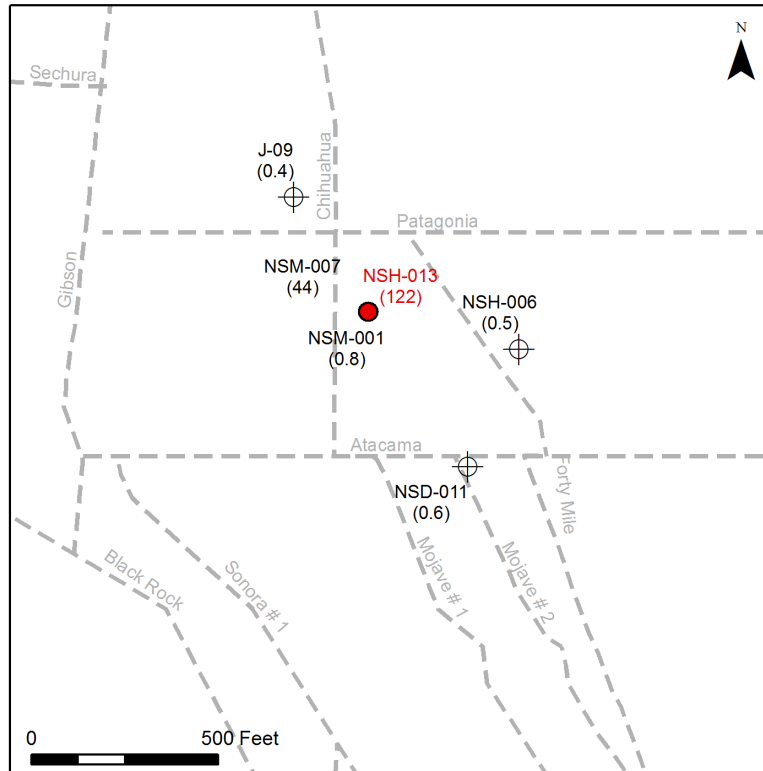 N
Sechura
J-09
(0.4)
Chihuahua
Patagonia
Gibson
NSM-007
(44)
NSH-013
(122)
NSH-006
(0.5)
NSM-001
(0.8)
Atacama
NSD-011
(0.6)
Forty Mile
Black Rock
Sonora # 1
Mojave # 1
Mojave # 2
0 500 Feet